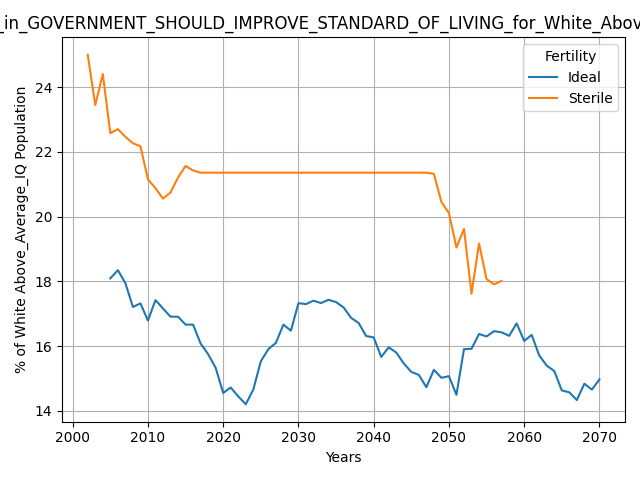 _in_GOVERNMENT_SHOULD_IMPROVE_STANDARD_OF_LIVING_for_White_Abov
Fertility
Ideal
Sterile
% of White Above_Average_IQ Population
24
22
20
18
16
14
2000 2010 2020 2030 2040 2050 2060 2070
Years